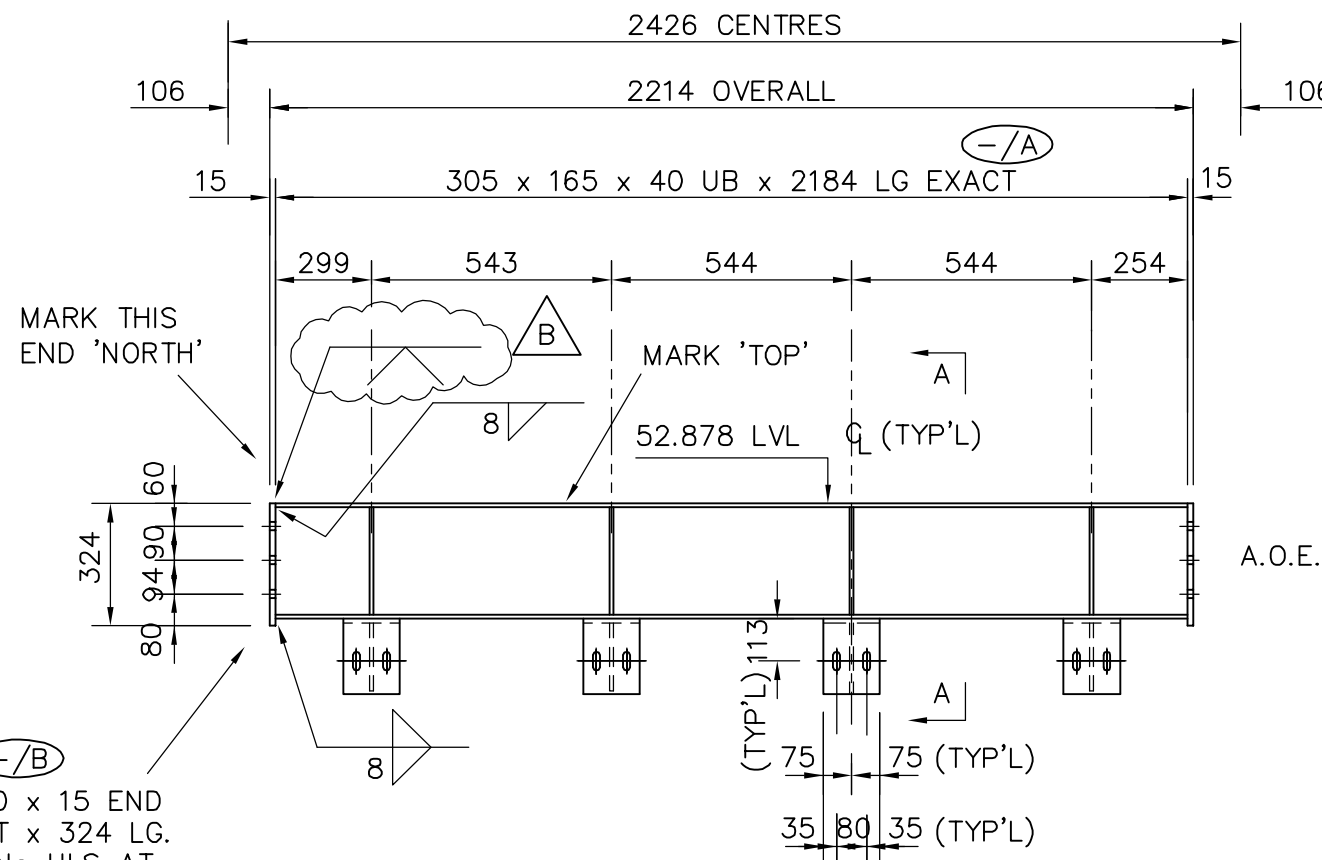 2426 CENTRES
106
2214 OVERALL
106
-/A
15
305 x 165 x 40 UB x 2184 LG EXACT
15
299
543
544
544
254
MARK THIS
END 'NORTH'
B
MARK 'TOP'
A
8
52.878 LVL
CL (TYP'L)
60
90
94
80
324
A.O.E.
113
(TYP'L)
A
8
75
75 (TYP'L)
35
80
35 (TYP'L)
-/B
x 15 END
x 324 LG.